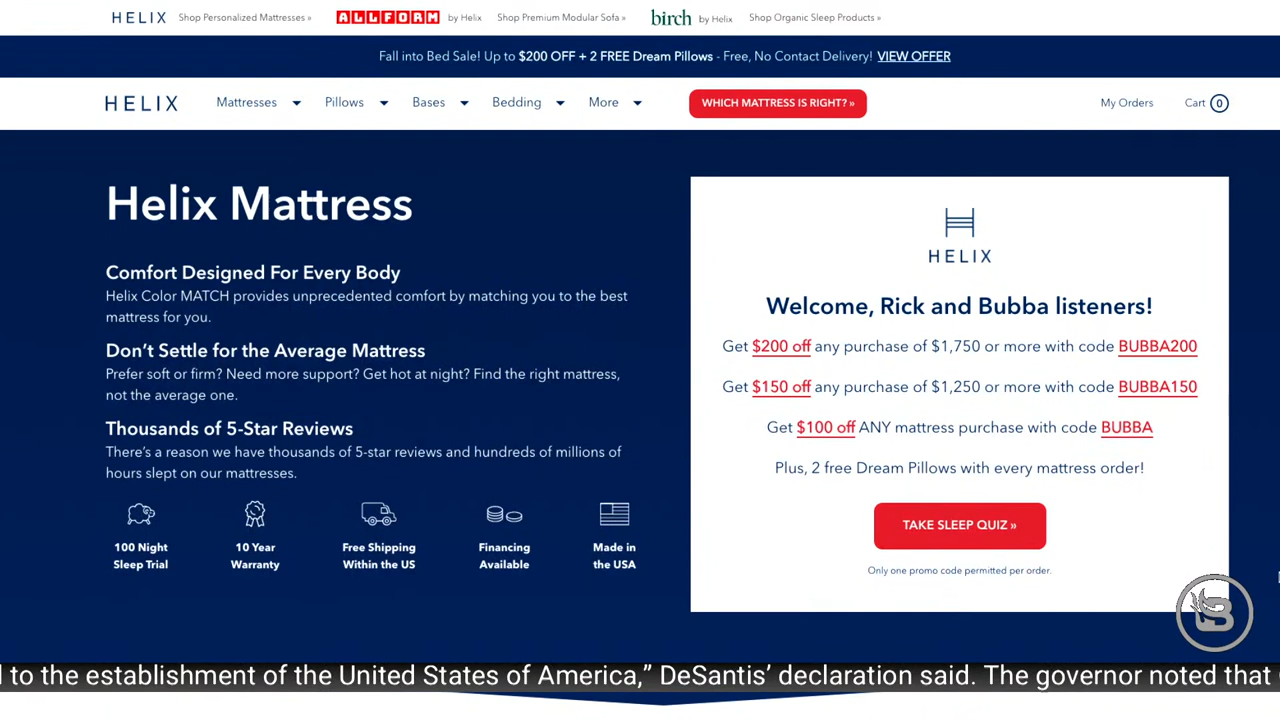 HELIX Shop Personalized Mattresses » ALLFORM by Helix Shop Premium Modular Sofa » birch by Helix Shop Organic Sleep Products »
Fall into Bed Sale! Up to $200 OFF + 2 FREE Dream Pillows - Free, No Contact Delivery! VIEW OFFER
HELIX Mattresses Pillows Bases Bedding More WHICH MATTRESS IS RIGHT? » My Orders Cart 0
Helix Mattress
Comfort Designed For Every Body
Helix Color MATCH provides unprecedented comfort by matching you to the best
mattress for you.
Don't Settle for the Average Mattress
Prefer soft or firm? Need more support? Get hot at night? Find the right mattress,
not the average one.
Thousands of 5-Star Reviews
There's a reason we have thousands of 5-star reviews and hundreds of millions of
hours slept on our mattresses.
100 Night
Sleep Trial
10 Year
Warranty
Free Shipping
Within the US
Financing
Available
Made in
the USA
HELIX
Welcome, Rick and Bubba listeners!
Get $200 off any purchase of $1,750 or more with code BUBBA200
Get $150 off any purchase of $1,250 or more with code BUBBA150
Get $100 off ANY mattress purchase with code BUBBA
Plus, 2 free Dream Pillows with every mattress order!
TAKE SLEEP QUIZ »
Only one promo code permitted per order.
B
to the establishment of the United States of America,” DeSantis’ declaration said. The governor noted that